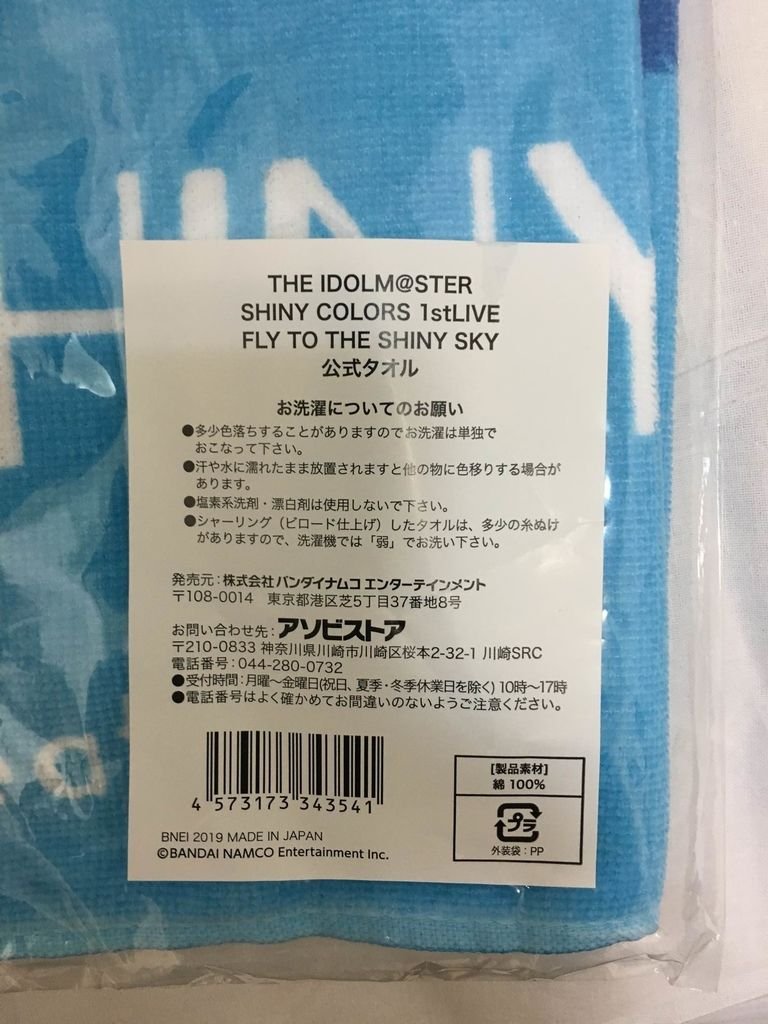 THE IDOLM@STER
SHINY COLORS 1stLIVE
FLY TO THE SHINY SKY
公式タオル
お洗濯についてのお願い
●多少色落ちすることがありますのでお洗濯は単独で
おこなって下さい。
●汗や水に濡れたまま放置されますと他の物に色移りする場合が
あります。
●塩素系洗剤・漂白剤は使用しないで下さい。
●シャーリング（ビロード仕上げ）したタオルは、多少の糸ぬけ
がありますので、洗濯機では「弱」でお洗い下さい。
発売元：株式会社バンダイナムコエンターテインメント
〒108-0014 東京都港区芝5丁目37番地8号
お問い合わせ先：アソビストア
〒210-0833 神奈川県川崎市川崎区桜本2-32-1 川崎SRC
電話番号：044-280-0732
●受付時間：月曜～金曜日(祝日、夏季・冬季休業日を除く) 10時～17時
●電話番号はよく確かめてお間違いのないようご注意ください。
4 573173 343541
[製品素材]
綿 100%
プラ
外装袋：PP
BNEI 2019 MADE IN JAPAN
©BANDAI NAMCO Entertainment Inc.